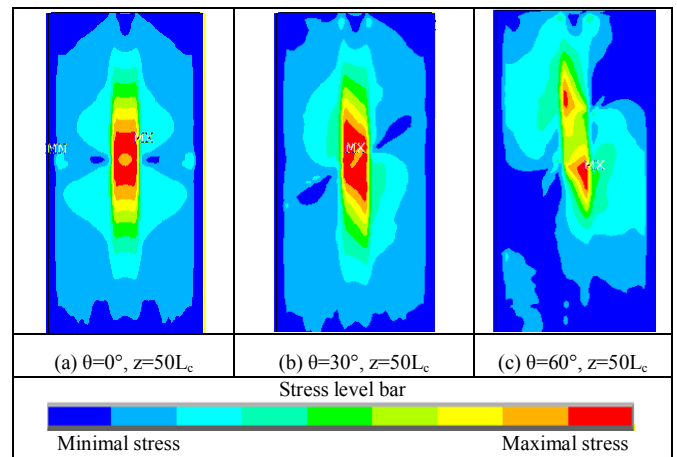 MN
MX
MX
MX
(a) θ=0°, z=50Lc
(b) θ=30°, z=50Lc
(c) θ=60°, z=50Lc
Stress level bar
Minimal stress
Maximal stress